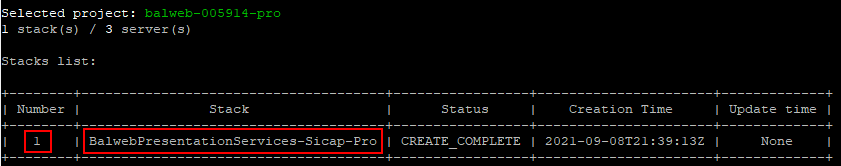 Selected project: balweb-005914-pro
1 stack(s) / 3 server(s)
Stacks list:
+--------+---------------------------------------+-----------------+----------------------+-------------+
| Number |                 Stack                 |      Status     |     Creation Time    | Update time |
+--------+---------------------------------------+-----------------+----------------------+-------------+
|   1    | BalwebPresentationServices-Sicap-Pro | CREATE_COMPLETE | 2021-09-08T21:39:13Z |     None    |
+--------+---------------------------------------+-----------------+----------------------+-------------+